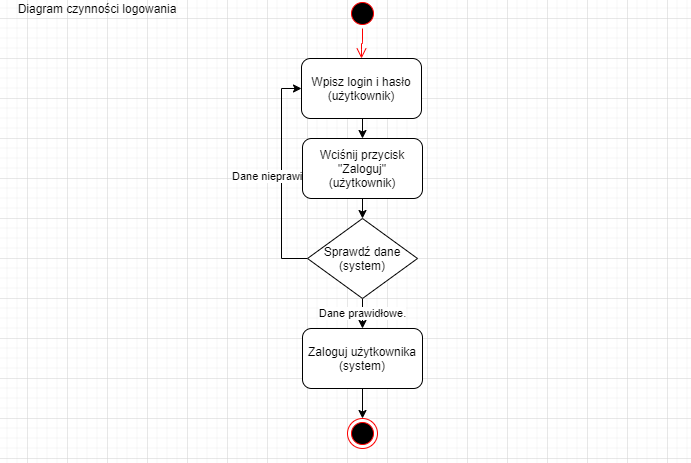 Diagram czynności logowania
Wpisz login i hasło
(użytkownik)
Wciśnij przycisk
"Zaloguj"
(użytkownik)
Dane nieprawi
Sprawdź dane
(system)
Dane prawidłowe.
Zaloguj użytkownika
(system)